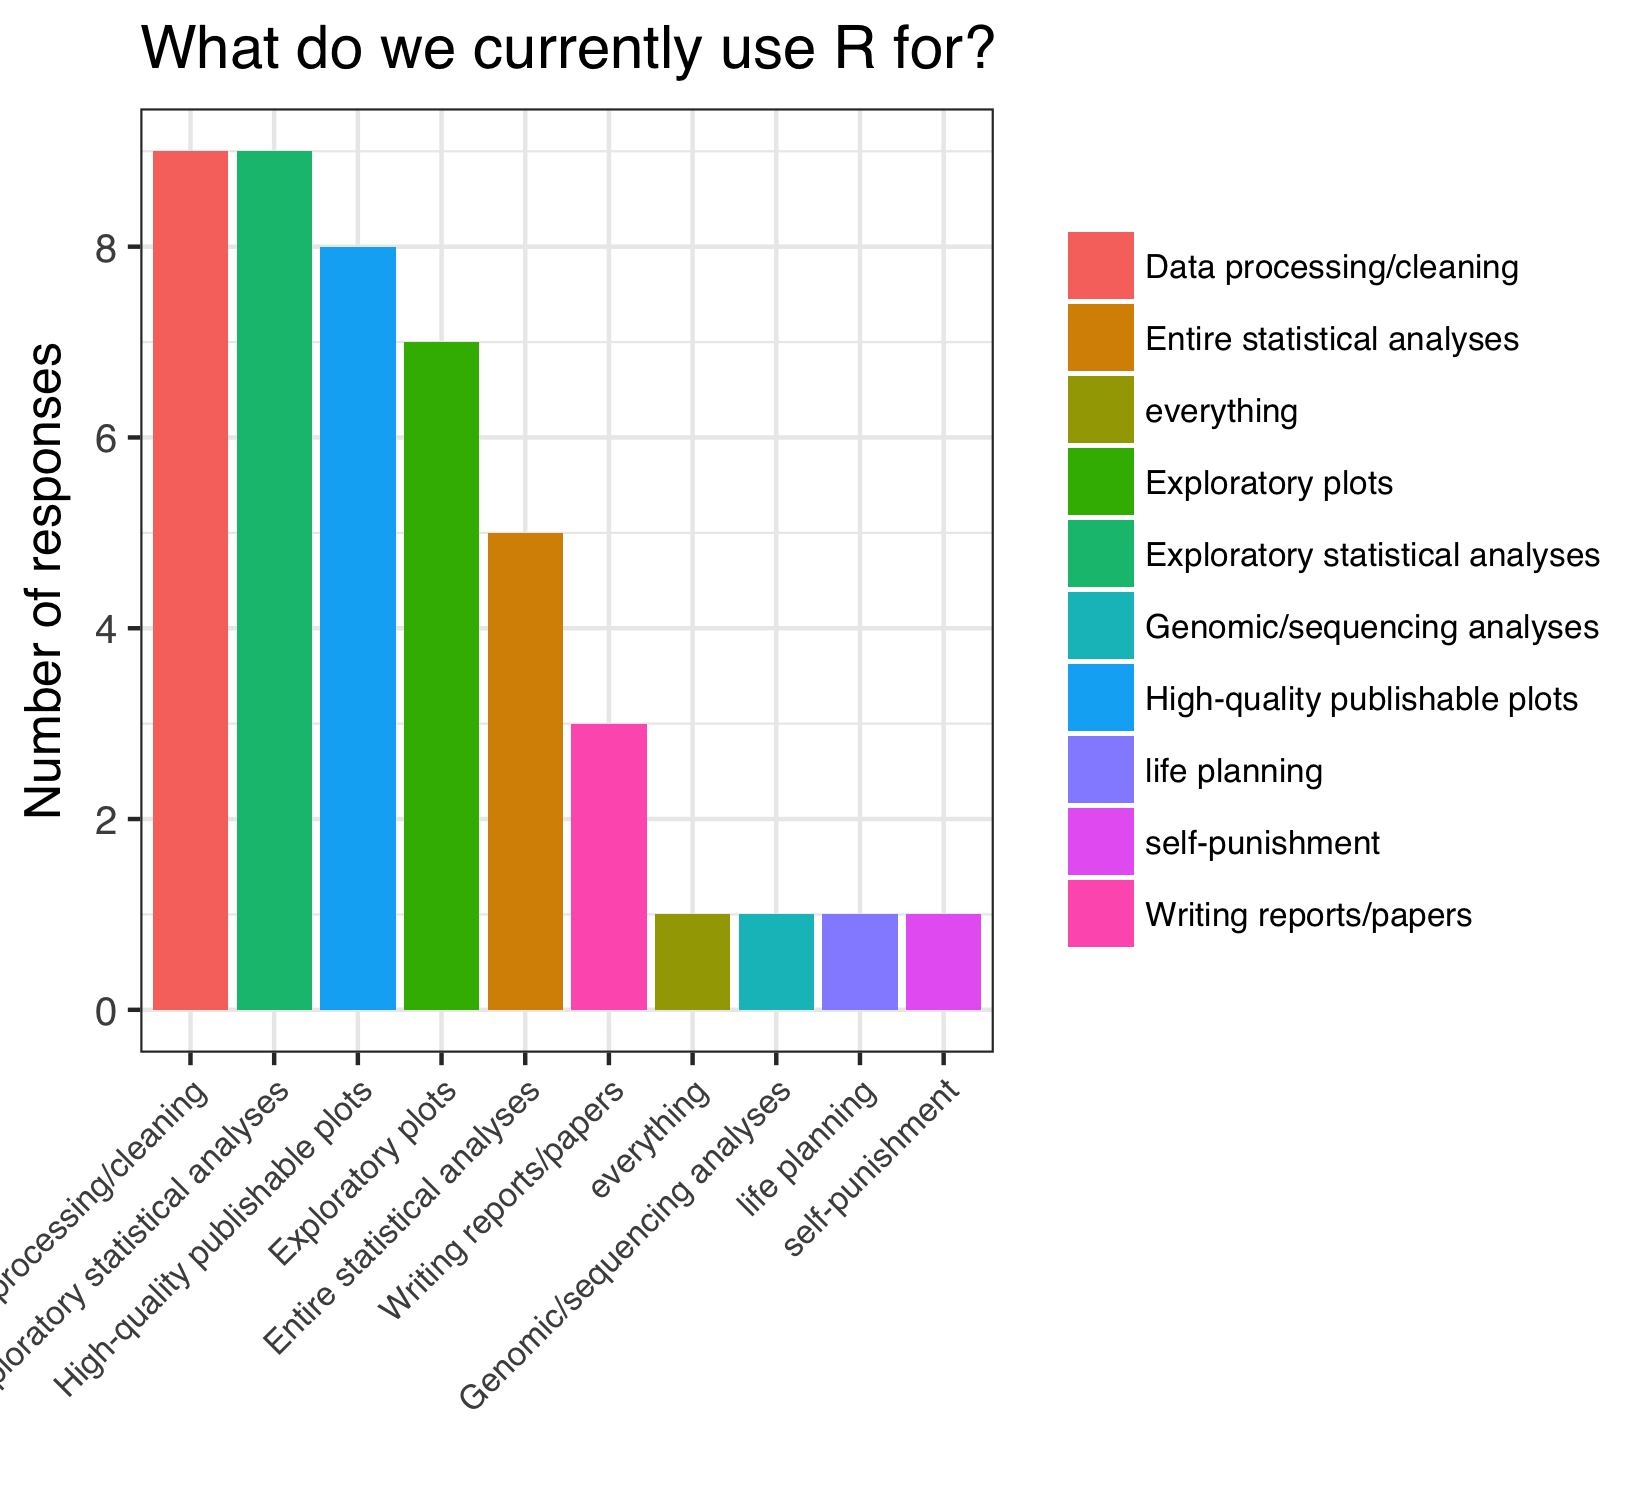 What do we currently use R for?
Number of responses
8
6
4
2
0
processing/cleaning
statistical analyses
High-quality publishable plots
Exploratory plots
Entire statistical analyses
Writing reports/papers
everything
Genomic/sequencing analyses
life planning
self-punishment
Data processing/cleaning
Entire statistical analyses
everything
Exploratory plots
Exploratory statistical analyses
Genomic/sequencing analyses
High-quality publishable plots
life planning
self-punishment
Writing reports/papers